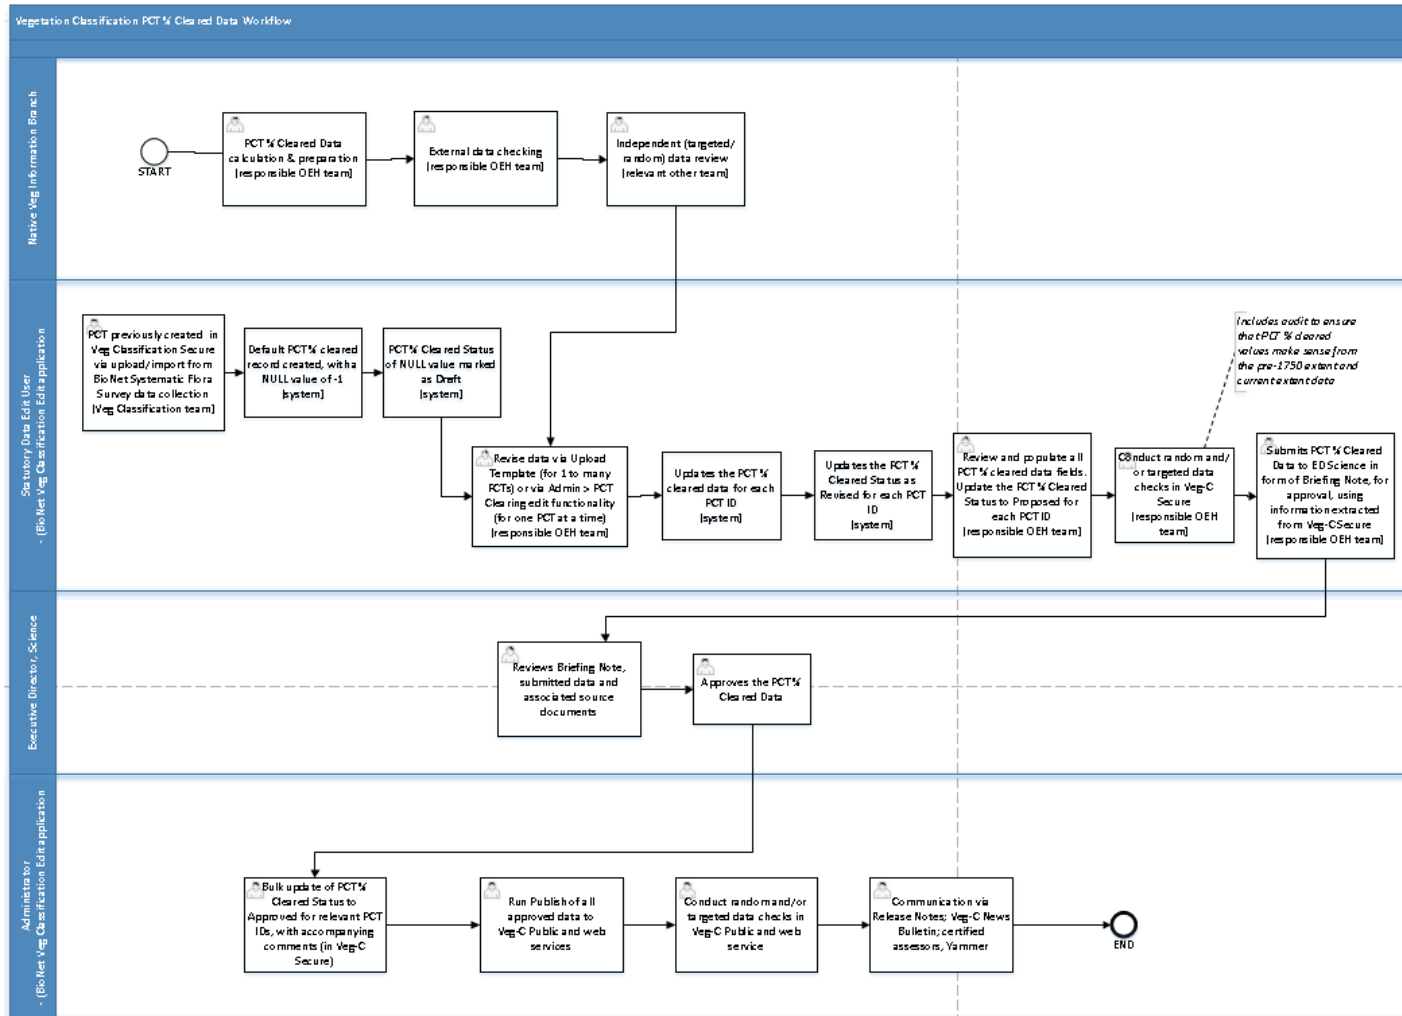 Vegetation Classification PCT % Cleared Data Workflow
Native Veg Information Branch
START
PCT % Cleared Data
calculation & preparation
[responsible OEH team]
External data checking
[responsible OEH team]
Independent (targeted/
random) data review
[relevant other team]
Statutory Data Edit User
- (BioNet Veg Classification Edit application
PCT previously created in
Veg Classification Secure
via upload/import from
BioNet Systematic Flora
Survey data collection
[Veg Classification team]
Default PCT % cleared
record created, with a
NULL value of -1
[system]
PCT % Cleared Status
of NULL value marked
as Draft
[system]
Revise data via Upload
Template (for 1 to many
PCTs) or via Admin > PCT
Clearing edit functionality
(for one PCT at a time)
[responsible OEH team]
Updates the PCT %
cleared data for each
PCT ID
[system]
Updates the PCT %
Cleared Status as
Revised for each PCT
ID
[system]
Review and populate all
PCT % cleared data fields.
Update the PCT % Cleared
Status to Proposed for
each PCT ID
[responsible OEH team]
Conduct random and/
or targeted data
checks in Veg-C
Secure
[responsible OEH
team]
Includes audit to ensure
that PCT % cleared
values make sense from
the pre-1750 extent and
current extent data
Submits PCT % Cleared
Data to ED Science in
form of Briefing Note, for
approval, using
information extracted
from Veg-C Secure
[responsible OEH team]
Executive Director, Science
Reviews Briefing Note,
submitted data and
associated source
documents
Approves the PCT %
Cleared Data
Administrator
- (BioNet Veg Classification Edit application
Bulk update of PCT %
Cleared Status to
Approved for relevant PCT
IDs, with accompanying
comments (in Veg-C
Secure)
Run Publish of all
approved data to
Veg-C Public and web
services
Conduct random and/or
targeted data checks in
Veg-C Public and web
service
Communication via
Release Notes; Veg-C News
Bulletin; certified
assessors, Yammer
END